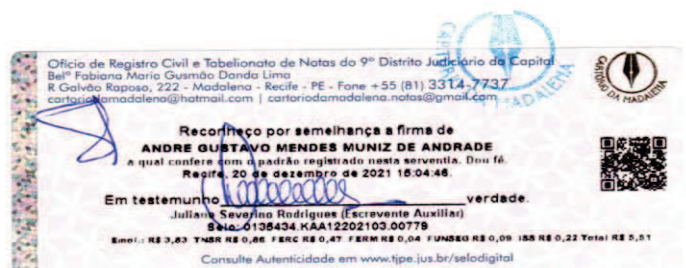 Ofício de Registro Civil e Tabelionato de Notas do 9º Distrito Judiciário da Capital
Belª Fabiana Maria Gusmão Danda Lima
R Galvão Raposo, 222 - Madalena - Recife - PE - Fone +55 (81) 3314-7737
cartoriodamadalena@hotmail.com | cartoriodamadalena.notas@gmail.com
CARTÓRIO DA MADALENA
Reconheço por semelhança a firma de
ANDRE GUSTAVO MENDES MUNIZ DE ANDRADE
a qual confere com o padrão registrado nesta serventia. Dou fé.
Recife, 20 de dezembro de 2021 15:04:46.
Em testemunho verdade.
Juliana Severino Rodrigues (Escrevente Auxiliar)
Selo: 0135434.KAA12202103.00779
Emol.: R$ 3,83 TNSR R$ 0,86 FERC R$ 0,47 FERM R$ 0,04 FUNSEG R$ 0,09 ISS R$ 0,22 Total R$ 5,51
Consulte Autenticidade em www.tjpe.jus.br/selodigital